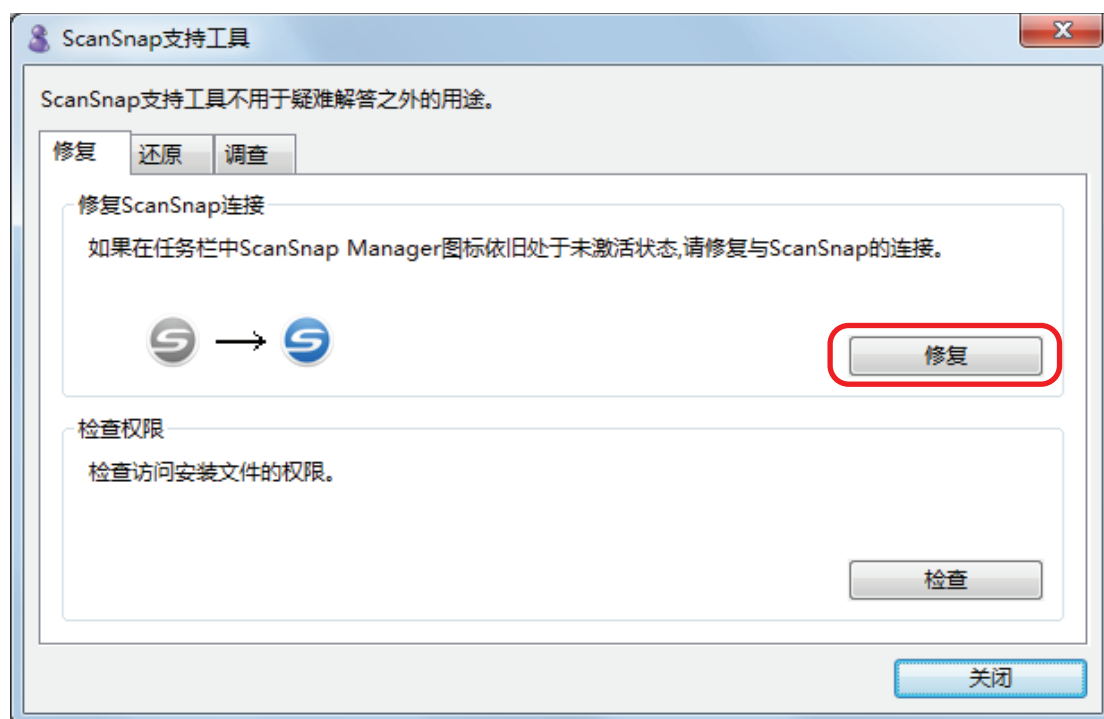 ScanSnap支持工具
ScanSnap支持工具不用于疑难解答之外的用途。
修复 还原 调查
修复ScanSnap连接
如果在任务栏中ScanSnap Manager图标依旧处于未激活状态,请修复与ScanSnap的连接。
修复
检查权限
检查访问安装文件的权限。
检查
关闭